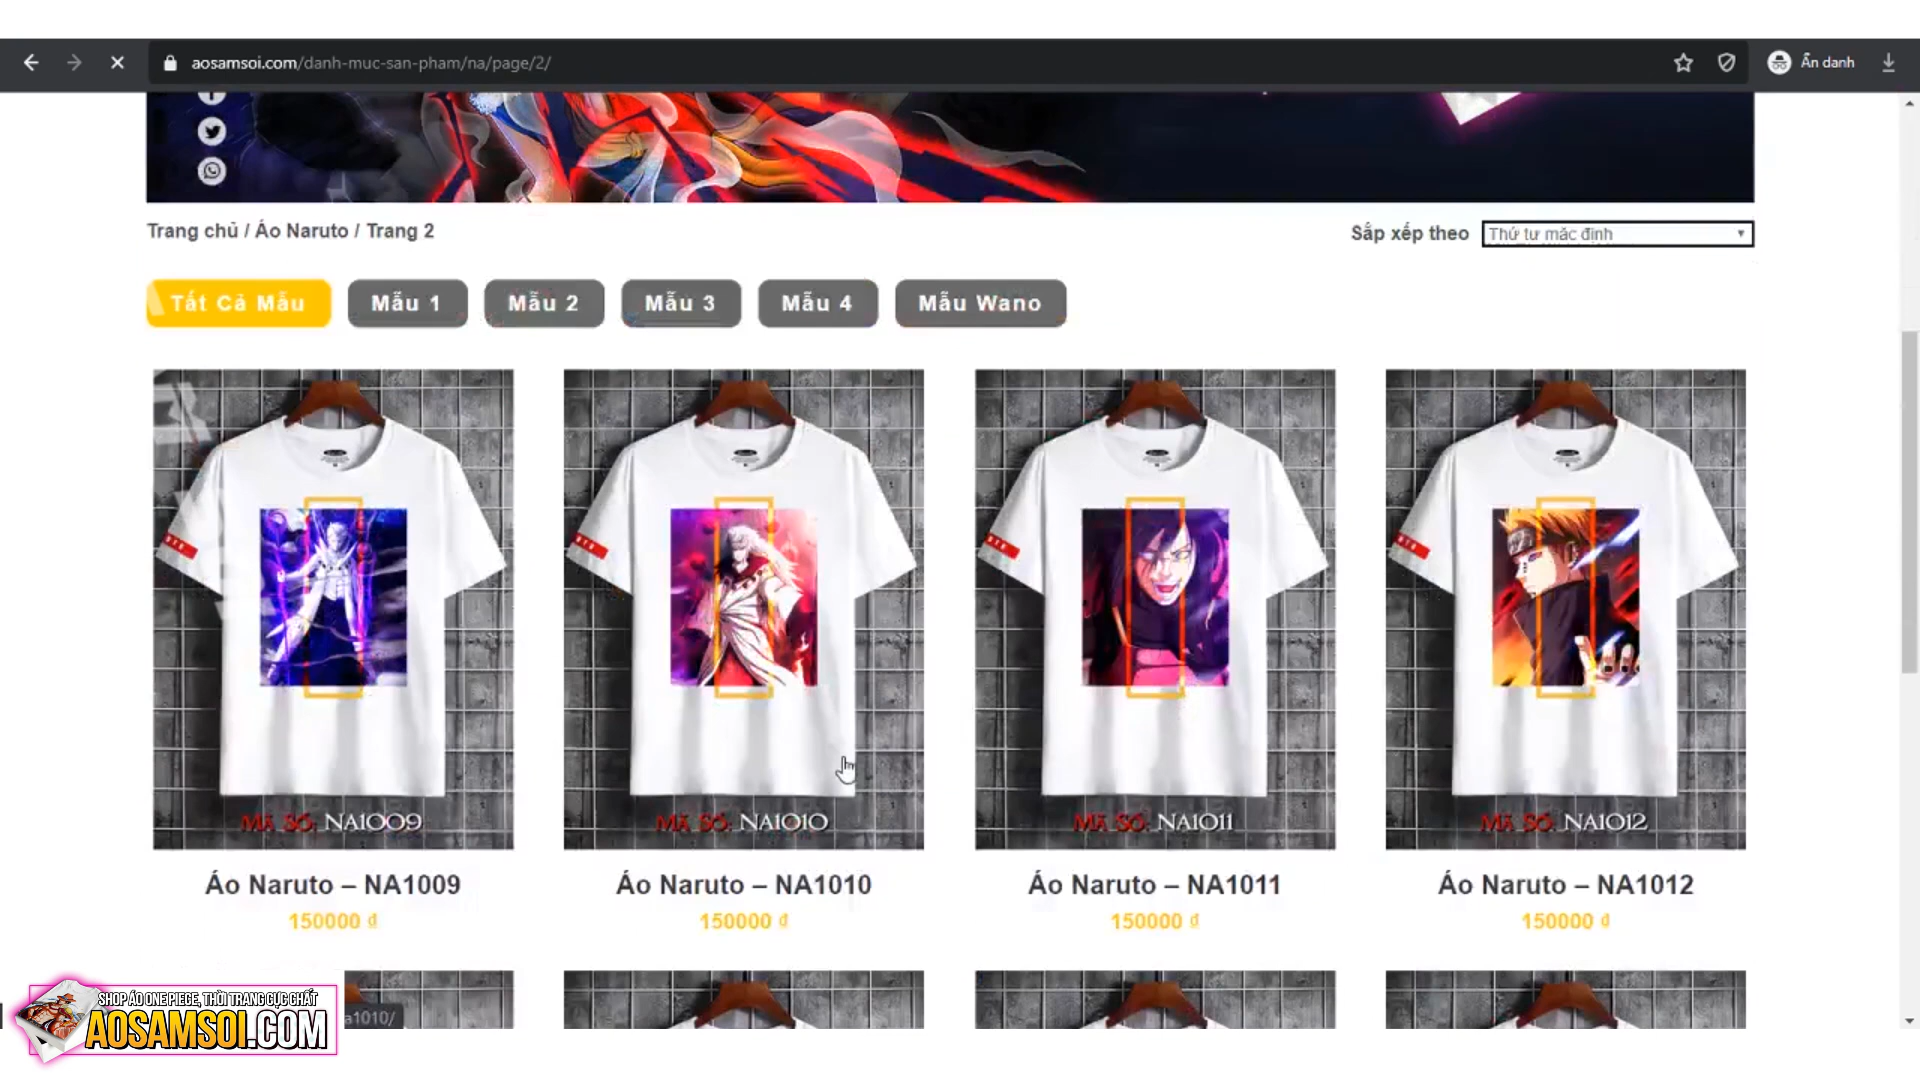 aosamsoi.com/danh-muc-san-pham/na/page/2/
Ẩn danh
Trang chủ / Áo Naruto / Trang 2
Sắp xếp theo
Thứ tự mặc định
Tất Cả Mẫu
Mẫu 1
Mẫu 2
Mẫu 3
Mẫu 4
Mẫu Wano
MÃ SỐ: NA1009
MÃ SỐ: NA1010
MÃ SỐ: NA1011
MÃ SỐ: NA1012
Áo Naruto – NA1009
Áo Naruto – NA1010
Áo Naruto – NA1011
Áo Naruto – NA1012
150000 ₫
150000 ₫
150000 ₫
150000 ₫
SHOP ÁO ONE PIECE, THỜI TRANG CỰC CHẤT
AOSAMSOI.COM
a1010/